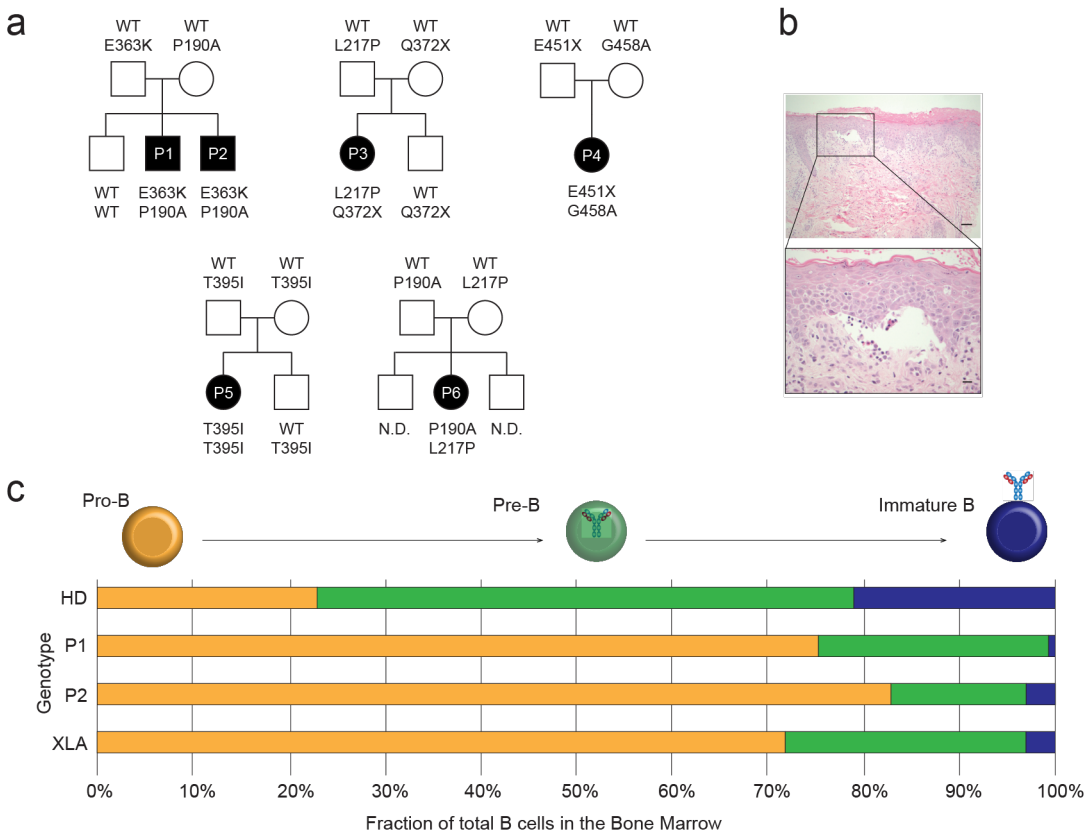 a
WT WT
E363K P190A
P1 P2
WT E363K E363K
WT P190A P190A
WT WT
L217P Q372X
P3
L217P WT
Q372X Q372X
WT WT
E451X G458A
P4
E451X
G458A
WT WT
T395I T395I
P5
T395I WT
T395I T395I
WT WT
P190A L217P
P6
N.D. P190A N.D.
L217P
b
c
Pro-B Pre-B Immature B
Genotype
HD
P1
P2
XLA
0% 10% 20% 30% 40% 50% 60% 70% 80% 90% 100%
Fraction of total B cells in the Bone Marrow